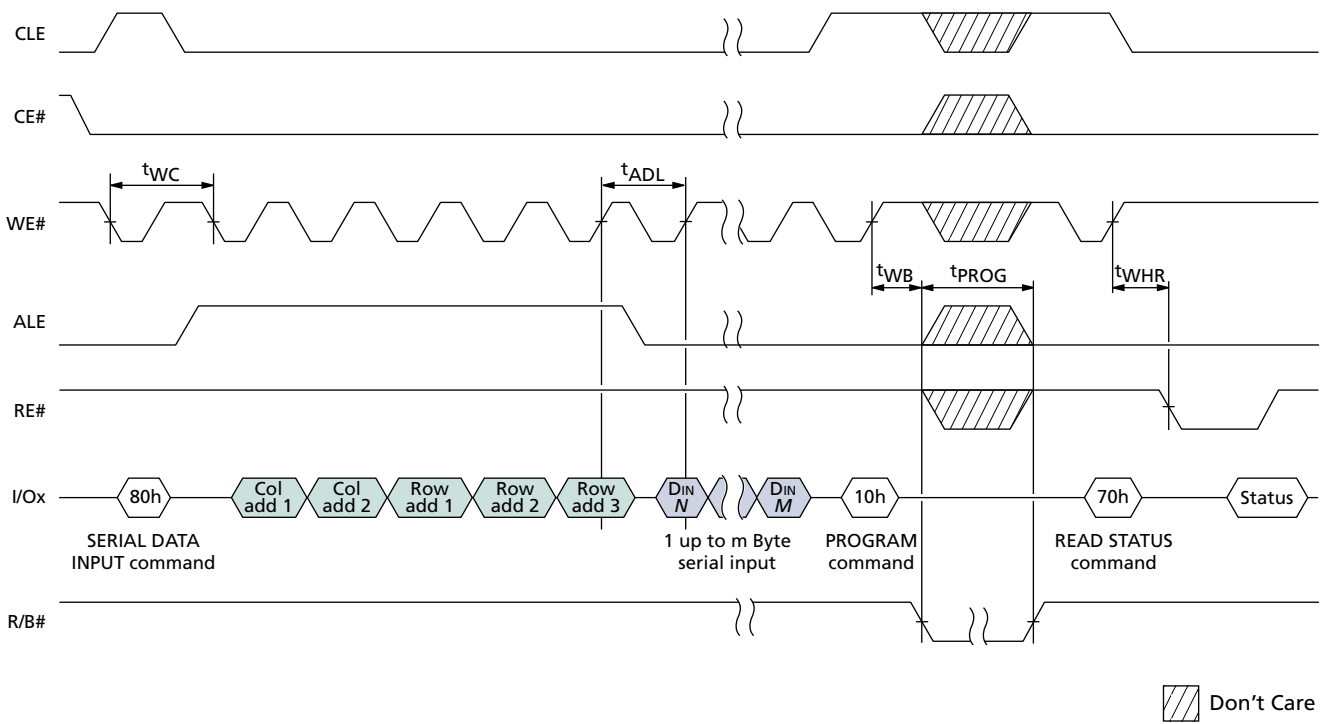 CLE
CE#
tWC
tADL
WE#
tWB
tPROG
tWHR
ALE
RE#
I/Ox
80h
Col
add 1
Col
add 2
Row
add 1
Row
add 2
Row
add 3
DIN
N
DIN
M
10h
70h
Status
SERIAL DATA
INPUT command
1 up to m Byte
serial input
PROGRAM
command
READ STATUS
command
R/B#
Don't Care